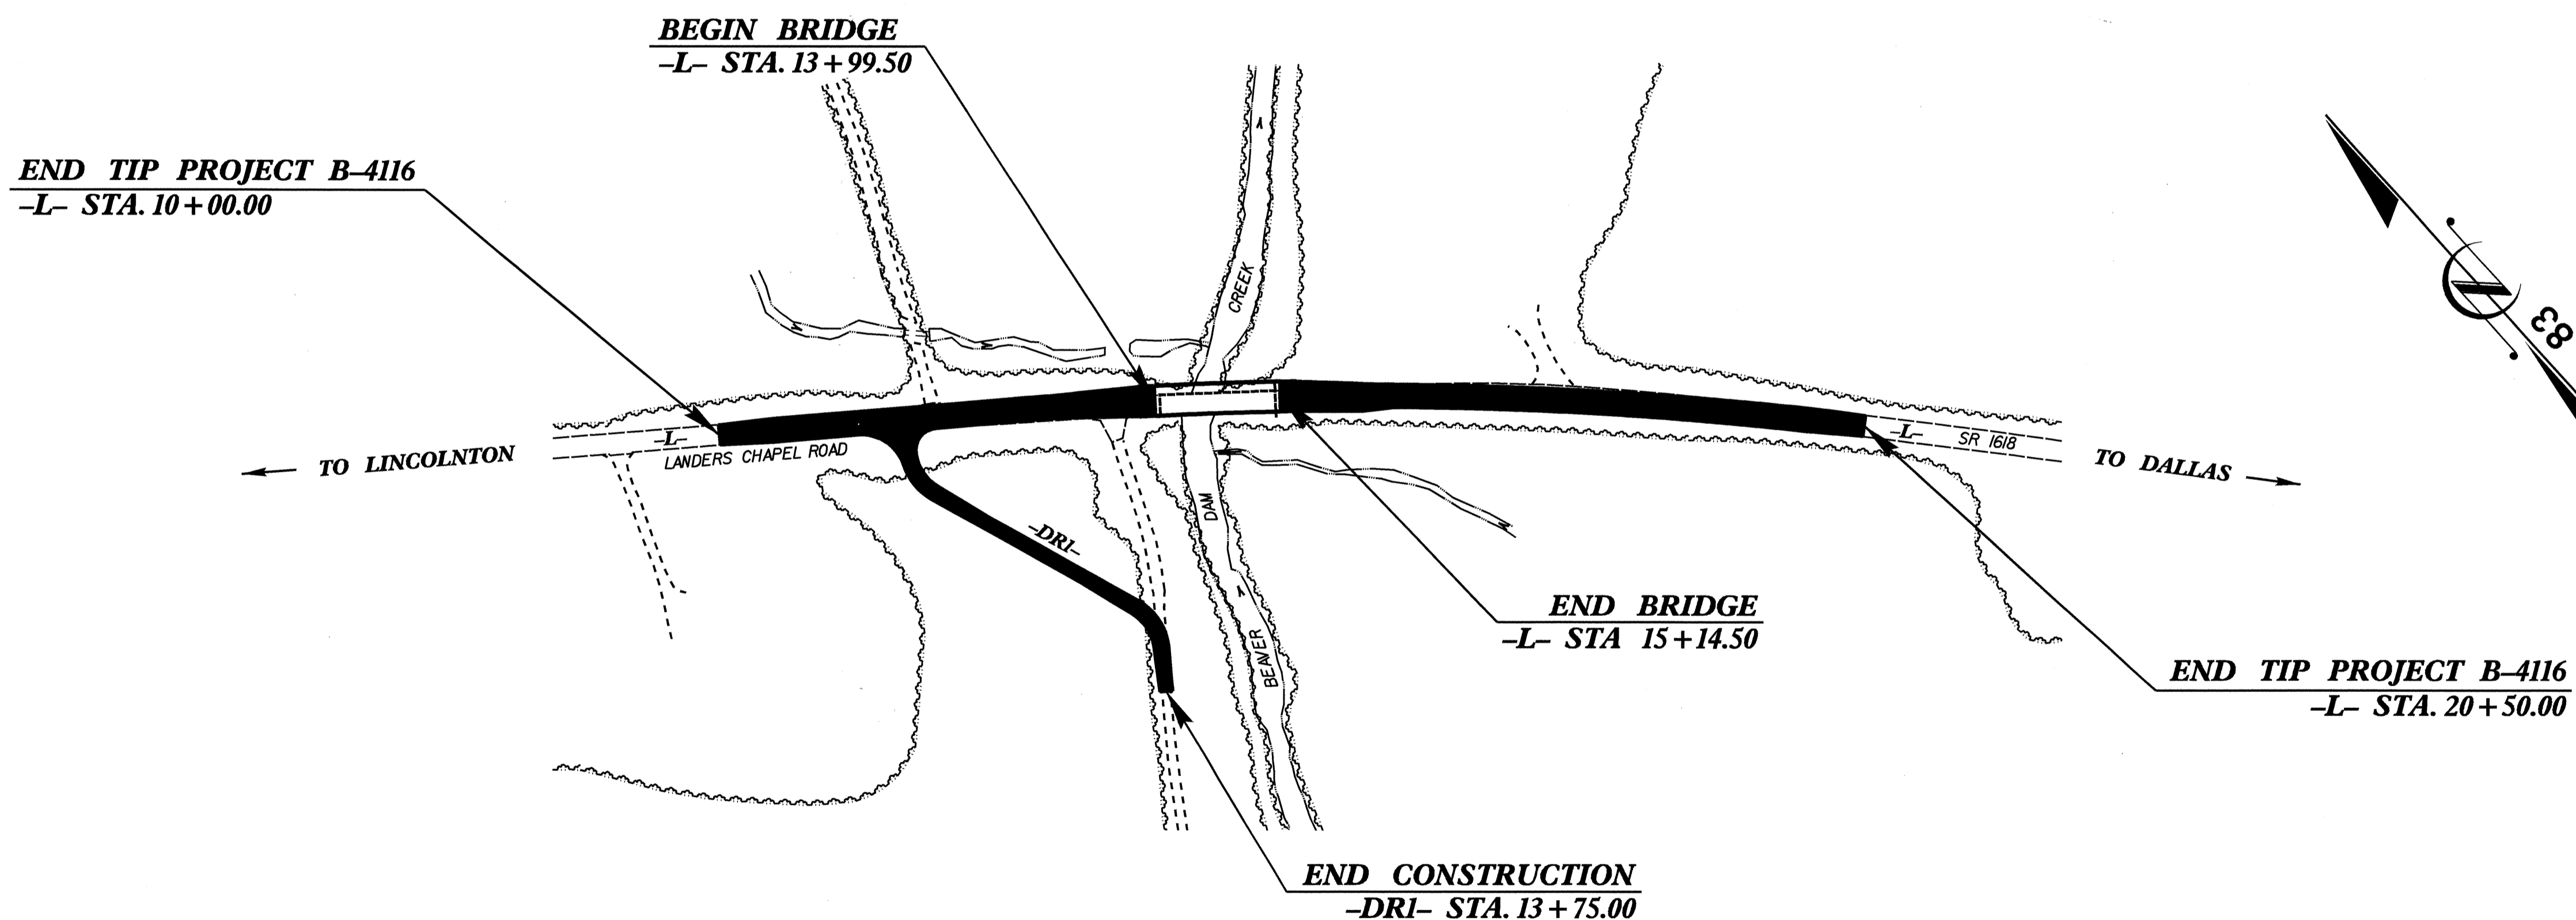 BEGIN BRIDGE
–L– STA. 13+99.50
END TIP PROJECT B–4116
–L– STA. 10+00.00
CREEK
83
–L–
LANDERS CHAPEL ROAD
TO LINCOLNTON
–L–
SR 1618
TO DALLAS
DAM
–DR1–
BEAVER
END BRIDGE
–L– STA 15+14.50
END TIP PROJECT B–4116
–L– STA. 20+50.00
END CONSTRUCTION
–DR1– STA. 13+75.00